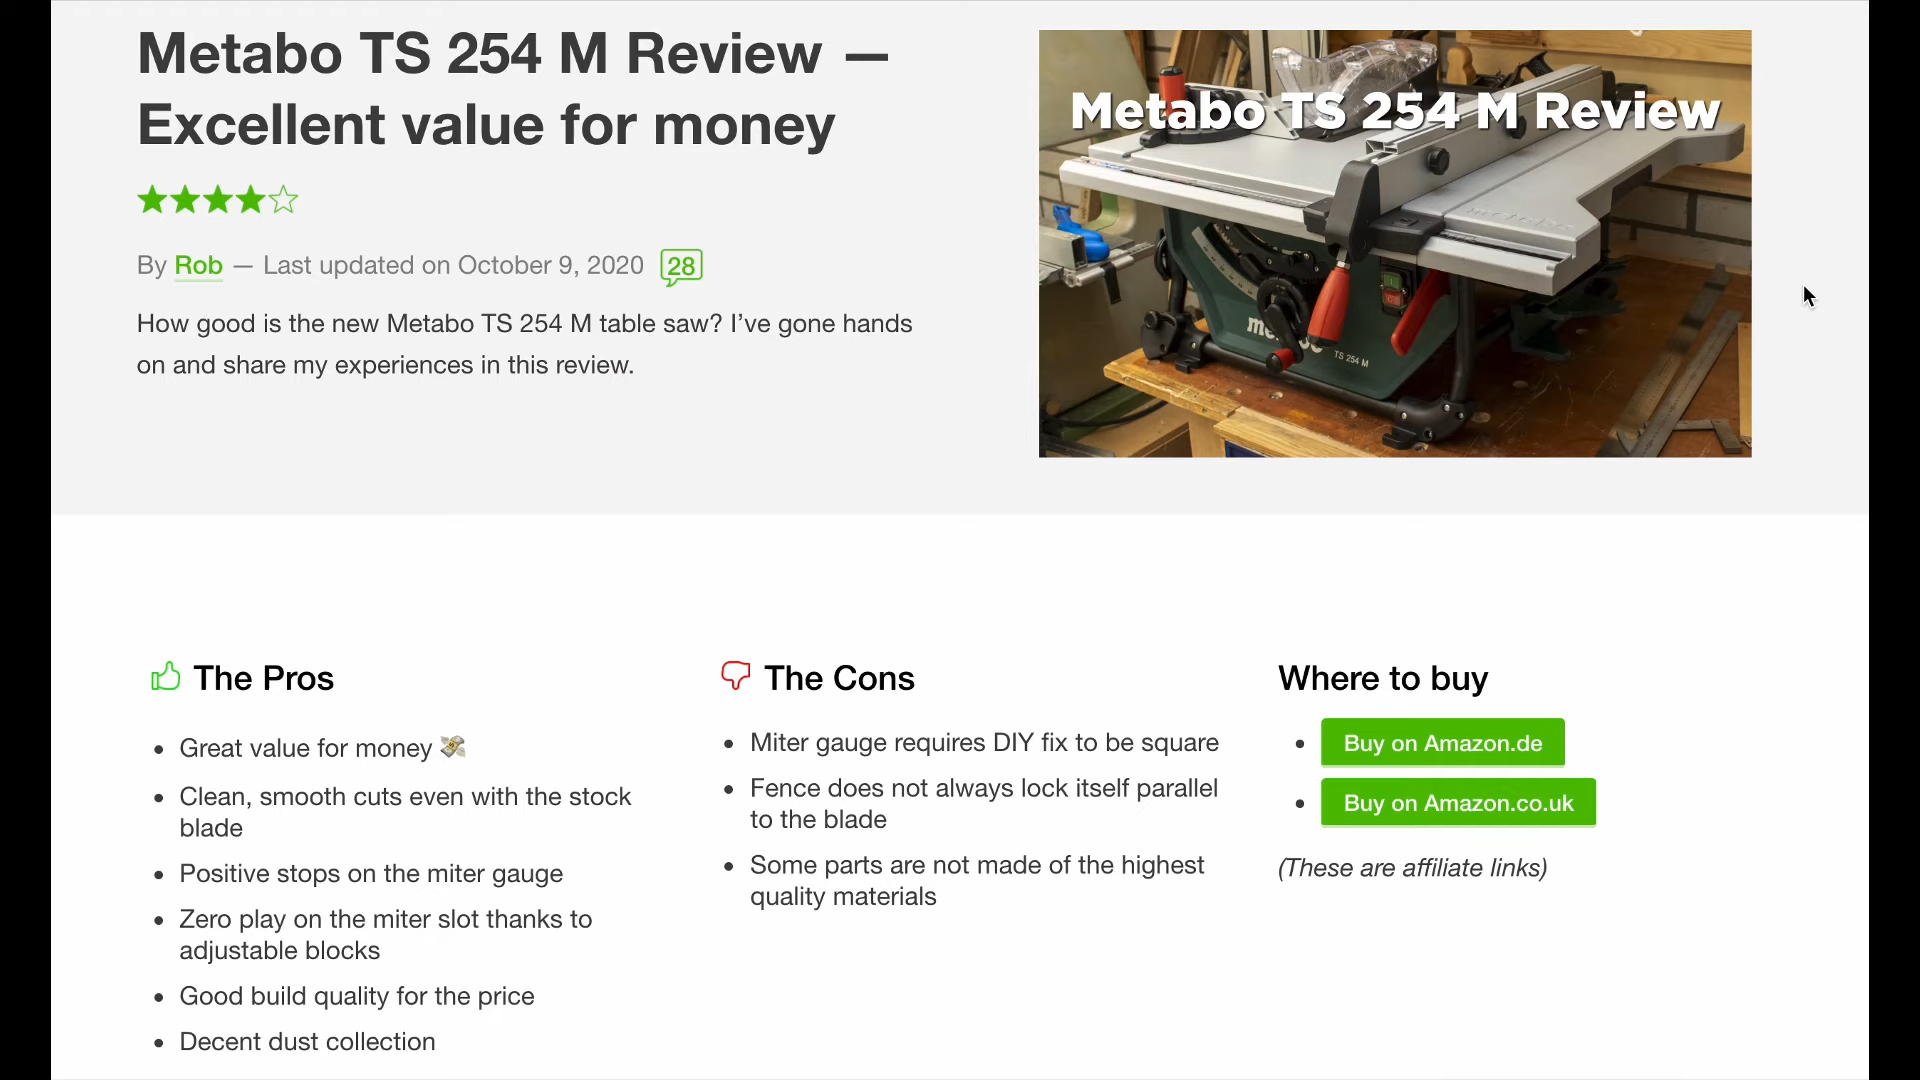 Metabo TS 254 M Review —
Excellent value for money
By Rob — Last updated on October 9, 2020 28
How good is the new Metabo TS 254 M table saw? I’ve gone hands
on and share my experiences in this review.
Metabo TS 254 M Review
TS 254 M
The Pros
Great value for money 💸
Clean, smooth cuts even with the stock
blade
Positive stops on the miter gauge
Zero play on the miter slot thanks to
adjustable blocks
Good build quality for the price
Decent dust collection
The Cons
Miter gauge requires DIY fix to be square
Fence does not always lock itself parallel
to the blade
Some parts are not made of the highest
quality materials
Where to buy
Buy on Amazon.de
Buy on Amazon.co.uk
(These are affiliate links)